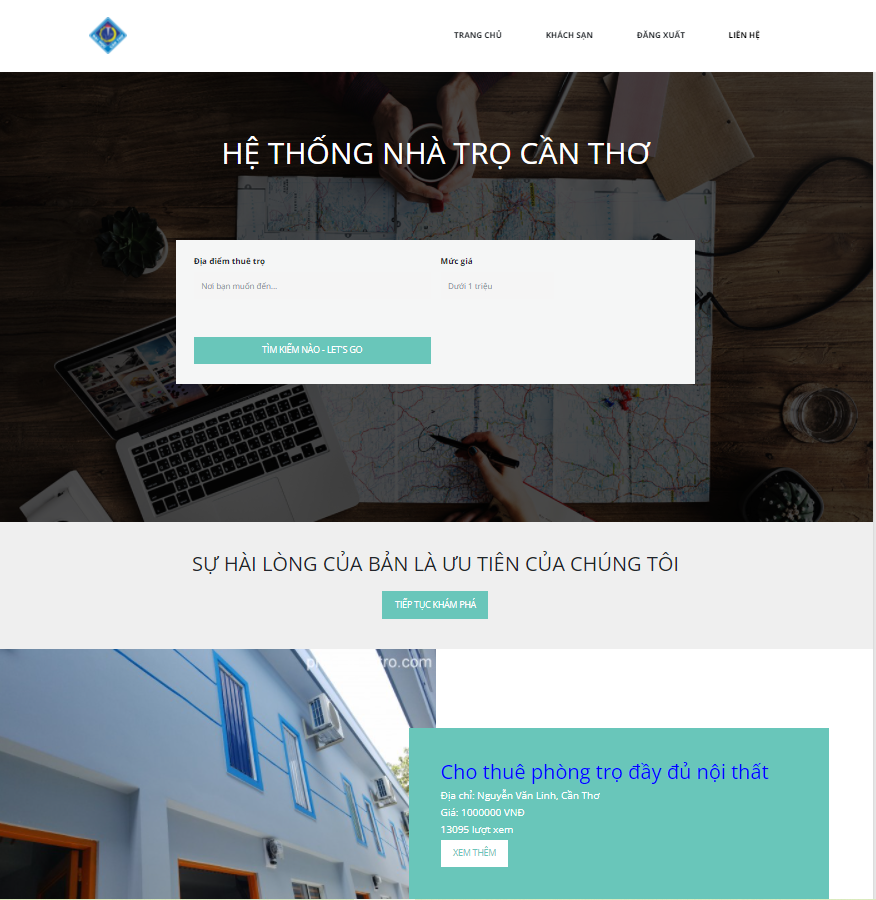 TRANG CHỦ KHÁCH SẠN ĐĂNG XUẤT LIÊN HỆ
HỆ THỐNG NHÀ TRỌ CẦN THƠ
Địa điểm thuê trọ Mức giá
Nơi bạn muốn đến... Dưới 1 triệu
TÌM KIẾM NÀO - LET'S GO
SỰ HÀI LÒNG CỦA BẢN LÀ ƯU TIÊN CỦA CHÚNG TÔI
TIẾP TỤC KHÁM PHÁ
Cho thuê phòng trọ đầy đủ nội thất
Địa chỉ: Nguyễn Văn Linh, Cần Thơ
Giá: 1000000 VNĐ
13095 lượt xem
XEM THÊM